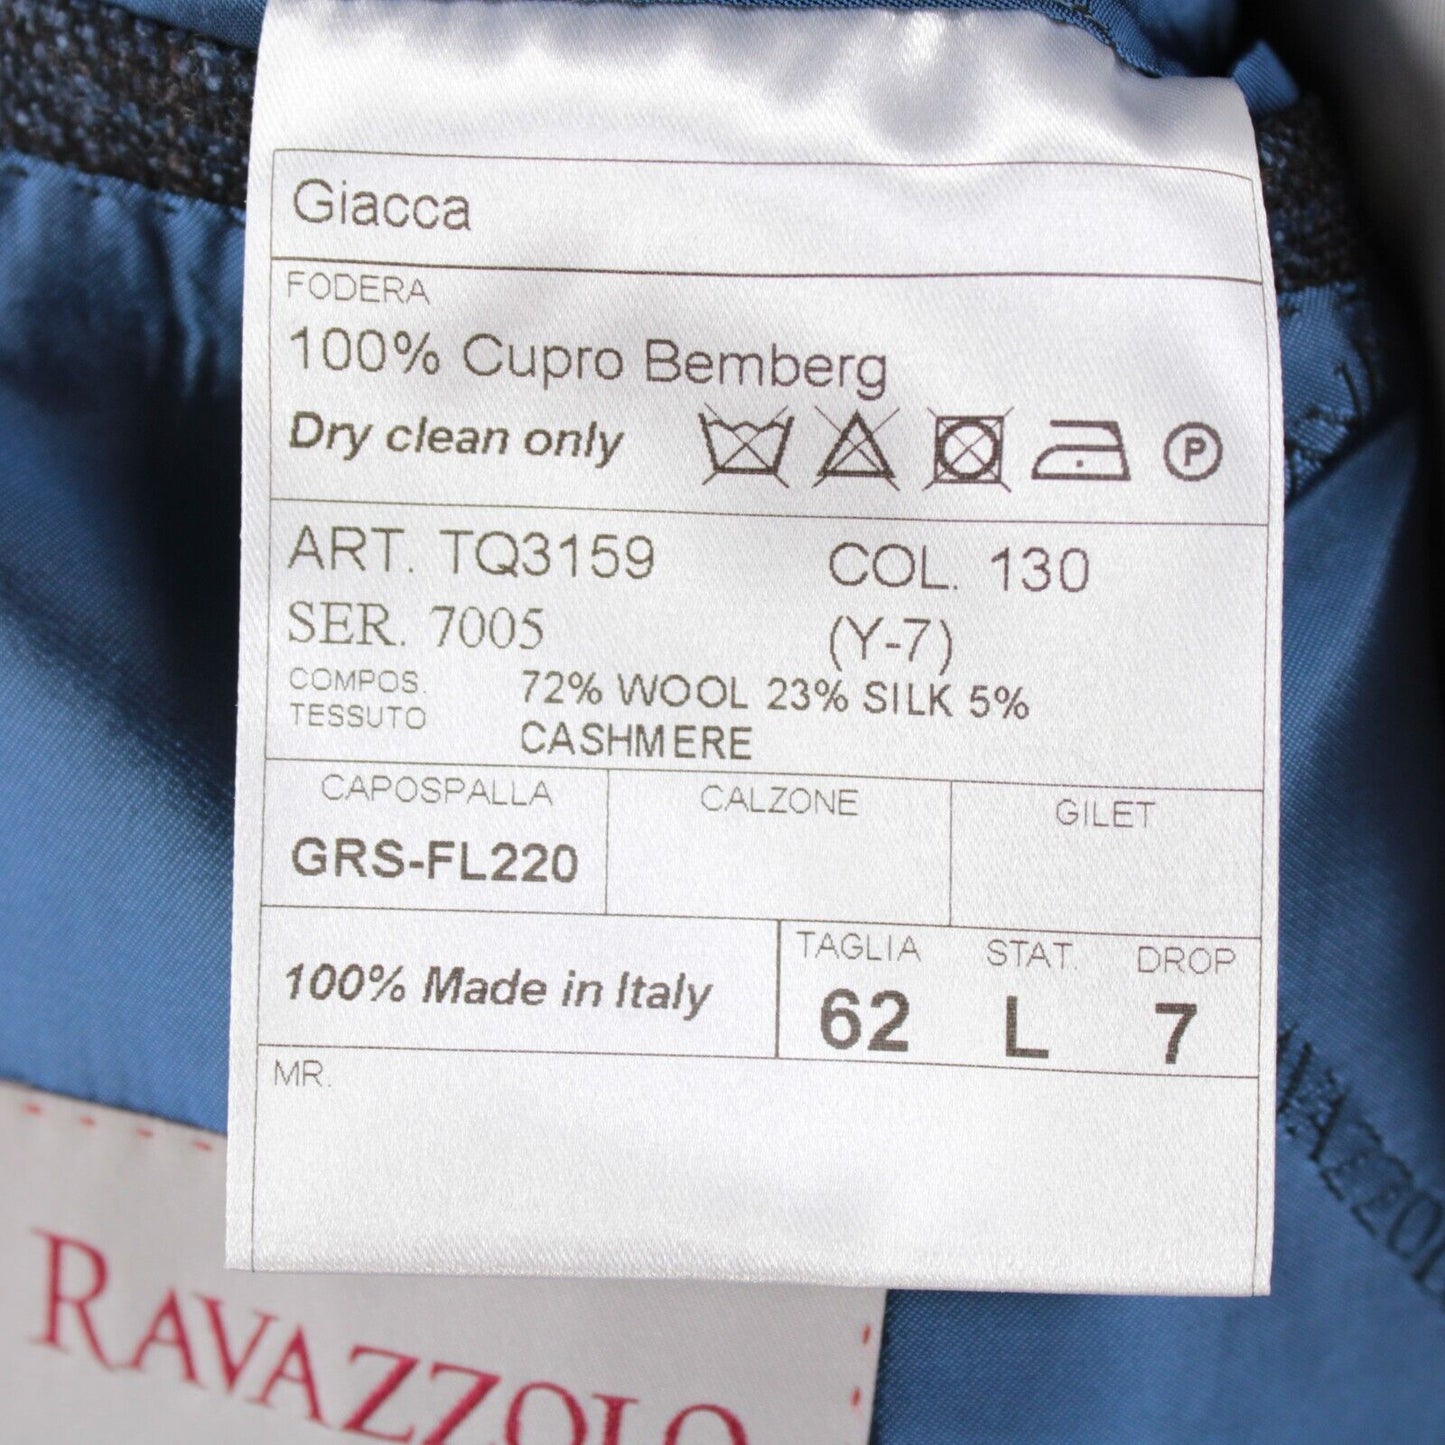 Giacca
FODERA
100% Cupro Bemberg
Dry clean only P
ART. TQ3159 COL. 130
SER. 7005 (Y-7)
COMPOS. 72% WOOL 23% SILK 5%
TESSUTO CASHMERE
CAPOSPALLA CALZONE GILET
GRS-FL220
TAGLIA STAT. DROP
100% Made in Italy 62 L 7
MR.
RAVAZZOLO